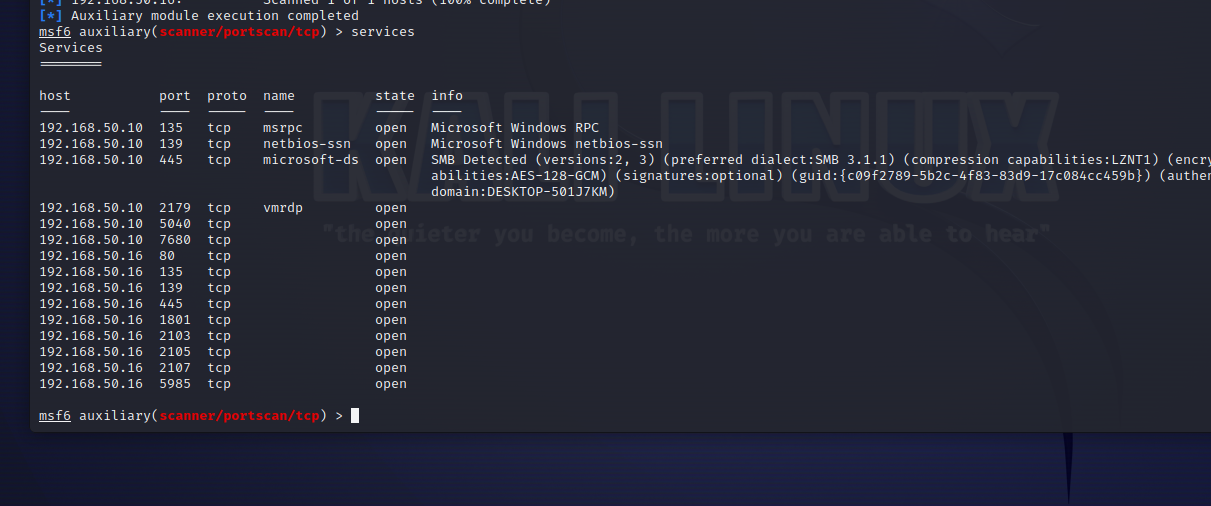 [*] 192.168.50.16: Scanned 1 of 1 hosts (100% complete)
[*] Auxiliary module execution completed
msf6 auxiliary(scanner/portscan/tcp) > services
Services
========
host port proto name state info
---- ---- ----- ---- ----- ----
192.168.50.10 135 tcp msrpc open Microsoft Windows RPC
192.168.50.10 139 tcp netbios-ssn open Microsoft Windows netbios-ssn
192.168.50.10 445 tcp microsoft-ds open SMB Detected (versions:2, 3) (preferred dialect:SMB 3.1.1) (compression capabilities:LZNT1) (encry
abilities:AES-128-GCM) (signatures:optional) (guid:{c09f2789-5b2c-4f83-83d9-17c084cc459b}) (authen
domain:DESKTOP-501J7KM)
192.168.50.10 2179 tcp vmrdp open
192.168.50.10 5040 tcp open
192.168.50.10 7680 tcp open
192.168.50.16 80 tcp open
192.168.50.16 135 tcp open
192.168.50.16 139 tcp open
192.168.50.16 445 tcp open
192.168.50.16 1801 tcp open
192.168.50.16 2103 tcp open
192.168.50.16 2105 tcp open
192.168.50.16 2107 tcp open
192.168.50.16 5985 tcp open
msf6 auxiliary(scanner/portscan/tcp) >
KALI LINUX
"the quieter you become, the more you are able to hear"